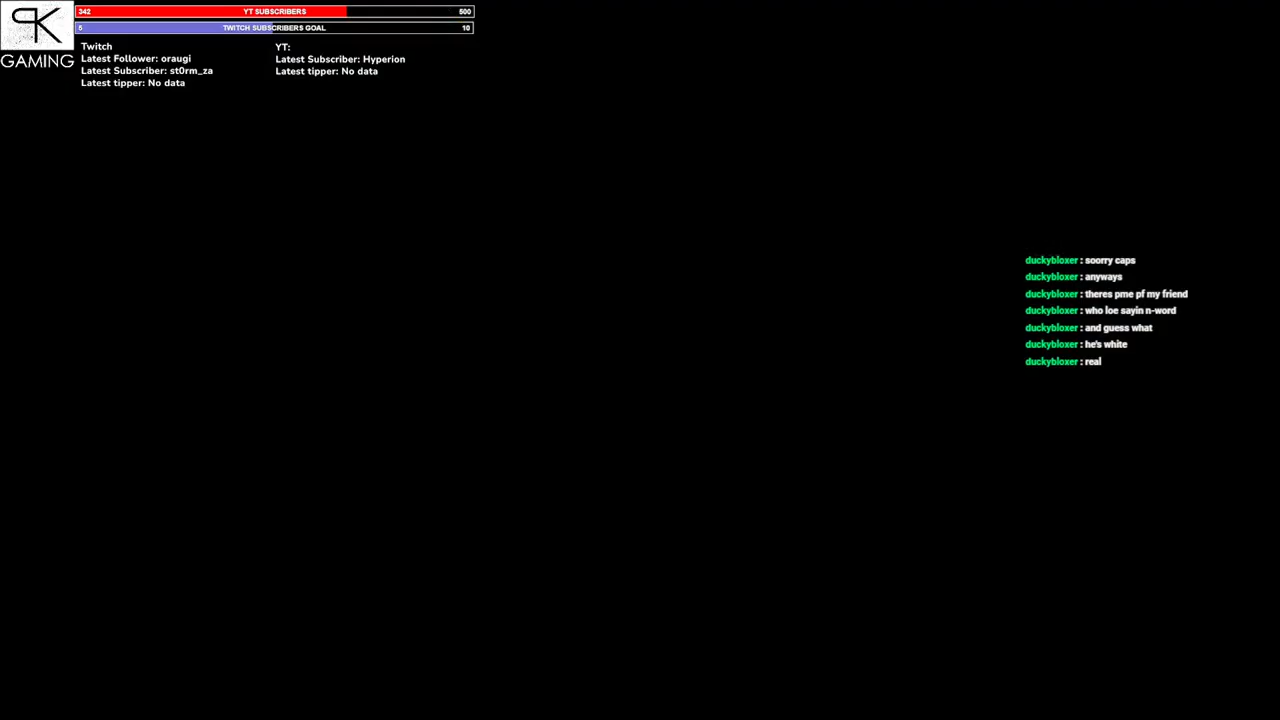 PK
GAMING
342 YT SUBSCRIBERS 500
5 TWITCH SUBSCRIBERS GOAL 10
Twitch
Latest Follower: oraugi
Latest Subscriber: st0rm_za
Latest tipper: No data
YT:
Latest Subscriber: Hyperion
Latest tipper: No data
duckybloxer : soorry caps
duckybloxer : anyways
duckybloxer : theres pme pf my friend
duckybloxer : who loe sayin n-word
duckybloxer : and guess what
duckybloxer : he's white
duckybloxer : real